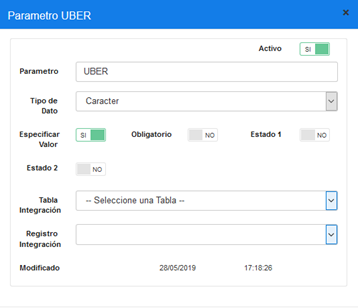 Parametro UBER
×
Activo SI
Parametro UBER
Tipo de Dato Caracter
Especificar Valor SI Obligatorio NO Estado 1 NO
Estado 2 NO
Tabla Integración -- Seleccione una Tabla --
Registro Integración
Modificado 28/05/2019 17:18:26